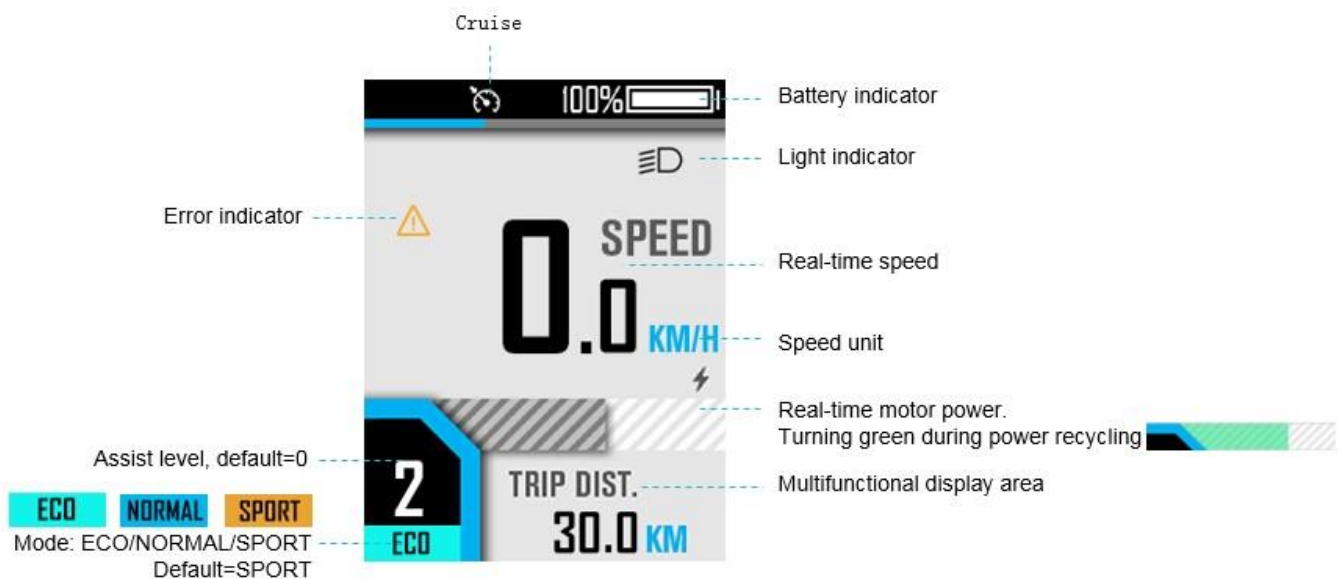 Cruise
100%
Battery indicator
Light indicator
Error indicator
SPEED
Real-time speed
0.0 KM/H
Speed unit
Real-time motor power.
Turning green during power recycling
Assist level, default=0
2
TRIP DIST.
Multifunctional display area
ECO NORMAL SPORT
30.0 KM
Mode: ECO/NORMAL/SPORT
ECO
Default=SPORT